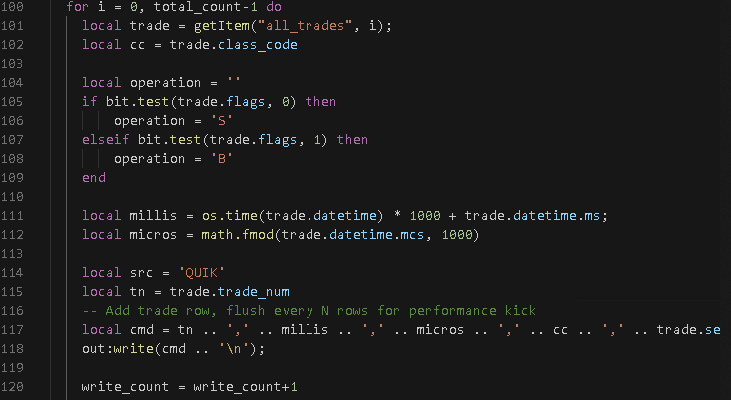 100 for i = 0, total_count-1 do
101 local trade = getItem("all_trades", i);
102 local cc = trade.class_code
103
104 local operation = ''
105 if bit.test(trade.flags, 0) then
106 operation = 'S'
107 elseif bit.test(trade.flags, 1) then
108 operation = 'B'
109 end
110
111 local millis = os.time(trade.datetime) * 1000 + trade.datetime.ms;
112 local micros = math.fmod(trade.datetime.mcs, 1000)
113
114 local src = 'QUIK'
115 local tn = trade.trade_num
116 -- Add trade row, flush every N rows for performance kick
117 local cmd = tn .. ',' .. millis .. ',' .. micros .. ',' .. cc .. ',' .. trade.se
118 out:write(cmd .. '\n');
119
120 write_count = write_count+1